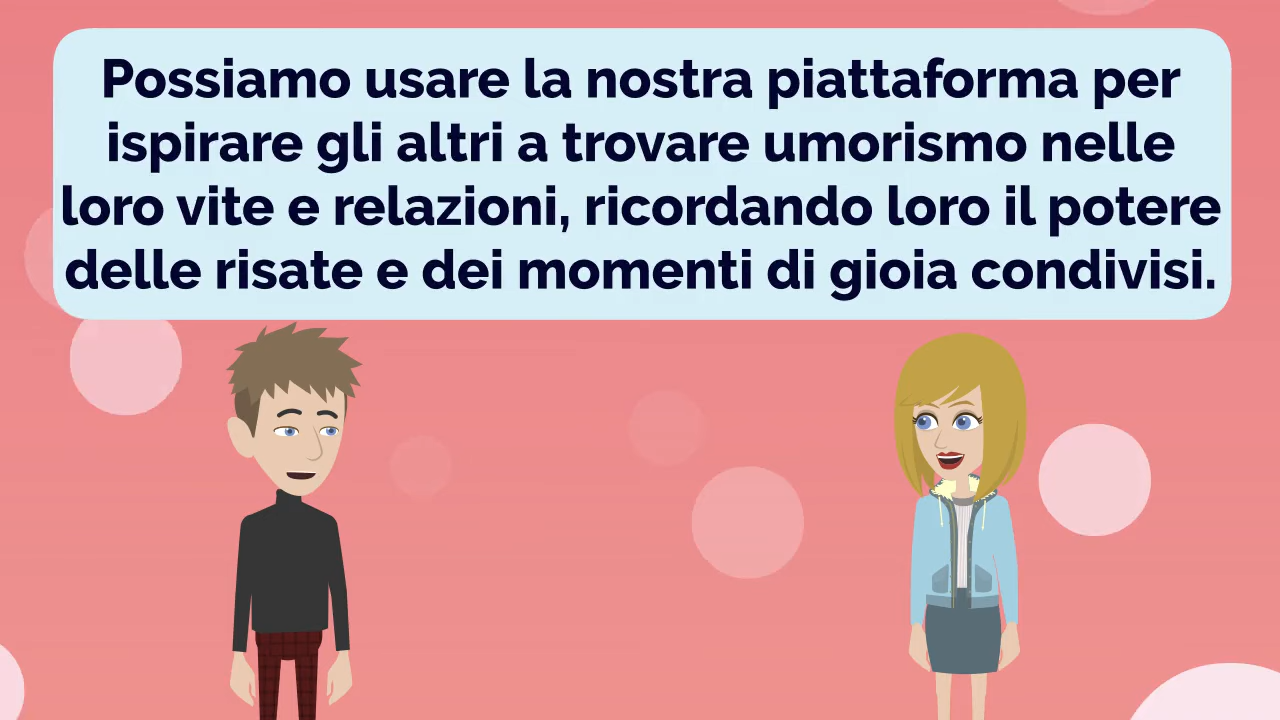 Possiamo usare la nostra piattaforma per
ispirare gli altri a trovare umorismo nelle
loro vite e relazioni, ricordando loro il potere
delle risate e dei momenti di gioia condivisi.